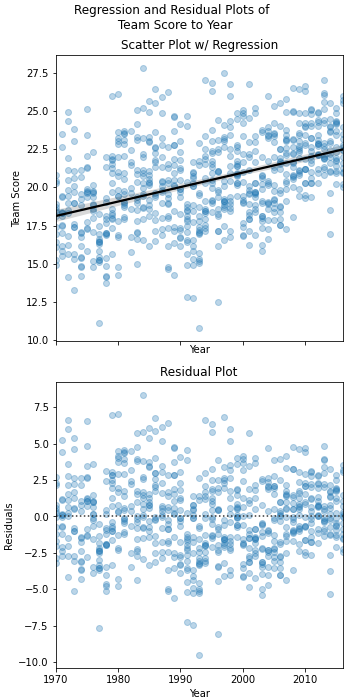 Regression and Residual Plots of
Team Score to Year
Scatter Plot w/ Regression
27.5
25.0
22.5
20.0
17.5
15.0
12.5
10.0
Team Score
Year
Residual Plot
7.5
5.0
2.5
0.0
−2.5
−5.0
−7.5
−10.0
Residuals
1970
1980
1990
2000
2010
Year